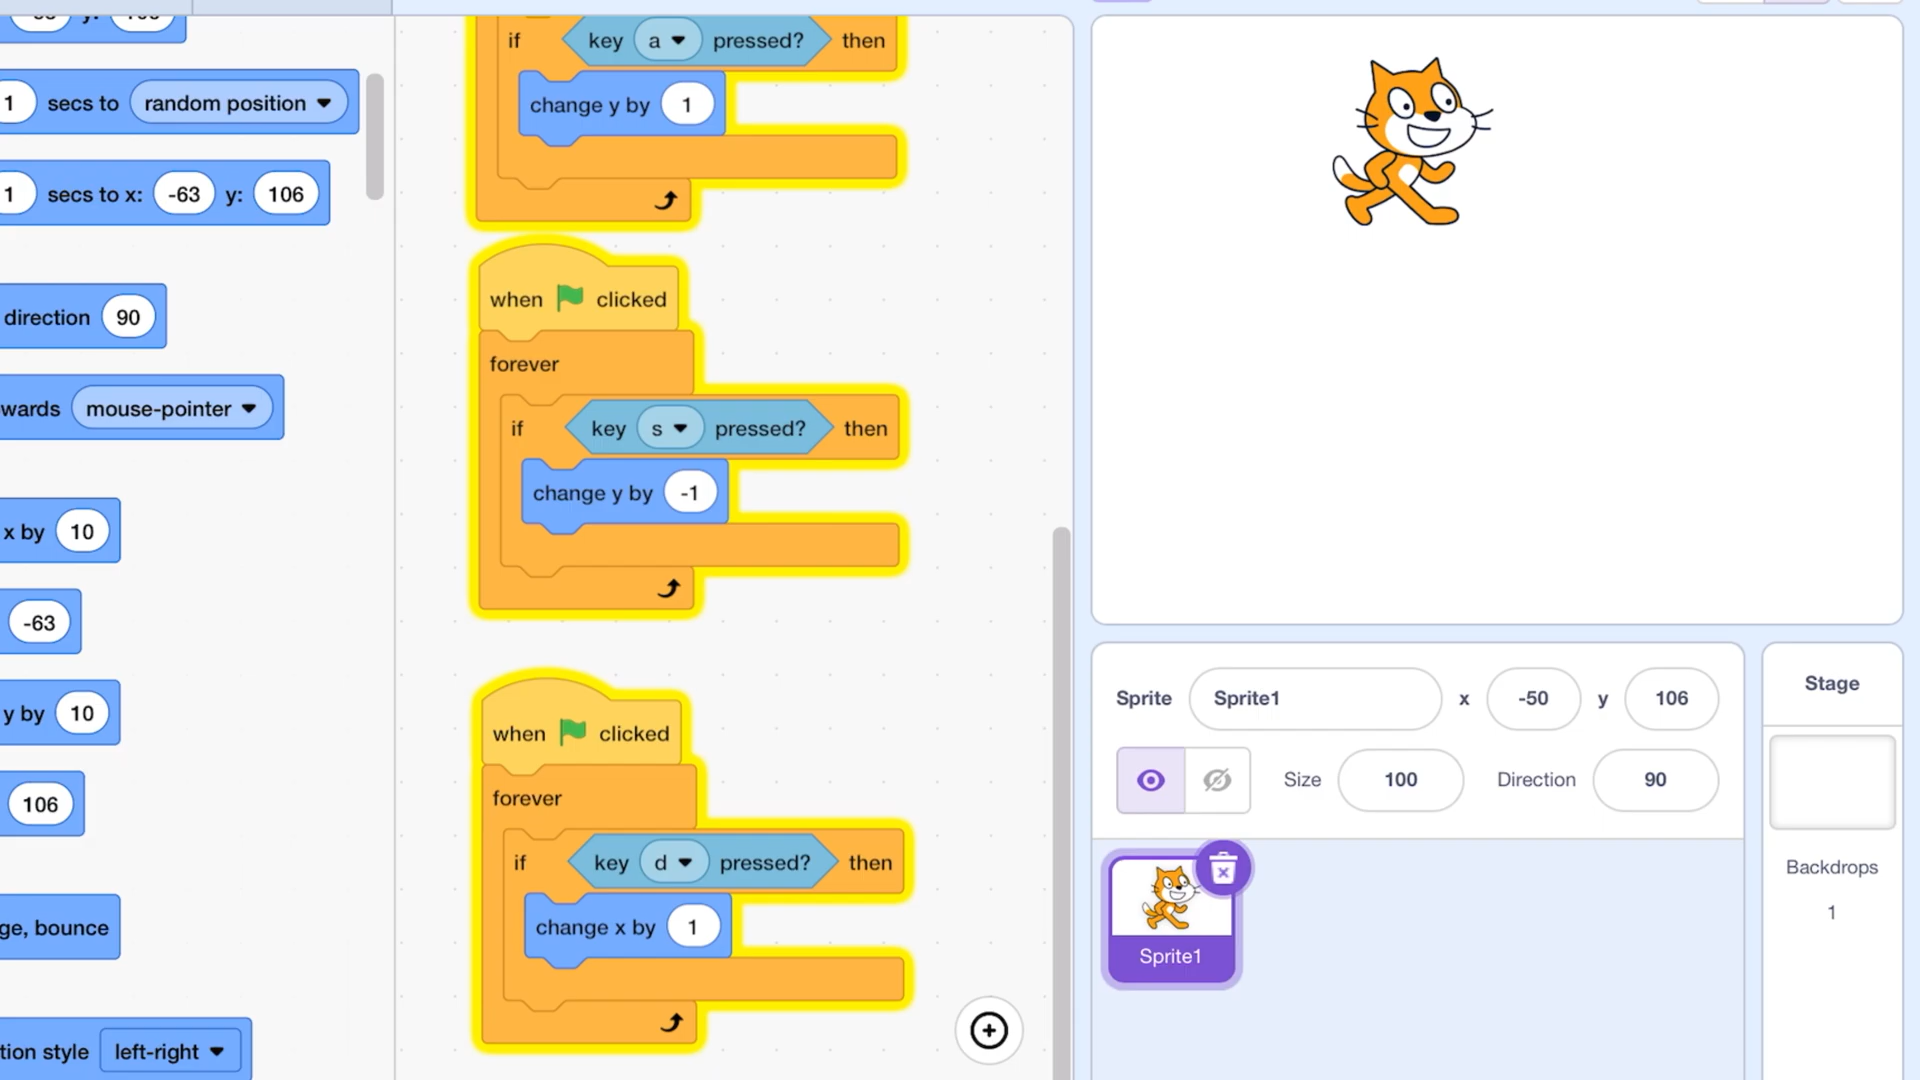 1 secs to random position
1 secs to x: -63 y: 106
direction 90
wards mouse-pointer
x by 10
-63
y by 10
106
ge, bounce
tion style left-right
if key a pressed? then
change y by 1
when clicked
forever
if key s pressed? then
change y by -1
when clicked
forever
if key d pressed? then
change x by 1
Sprite Sprite1 x -50 y 106
Size 100 Direction 90
Sprite1
Stage
Backdrops
1